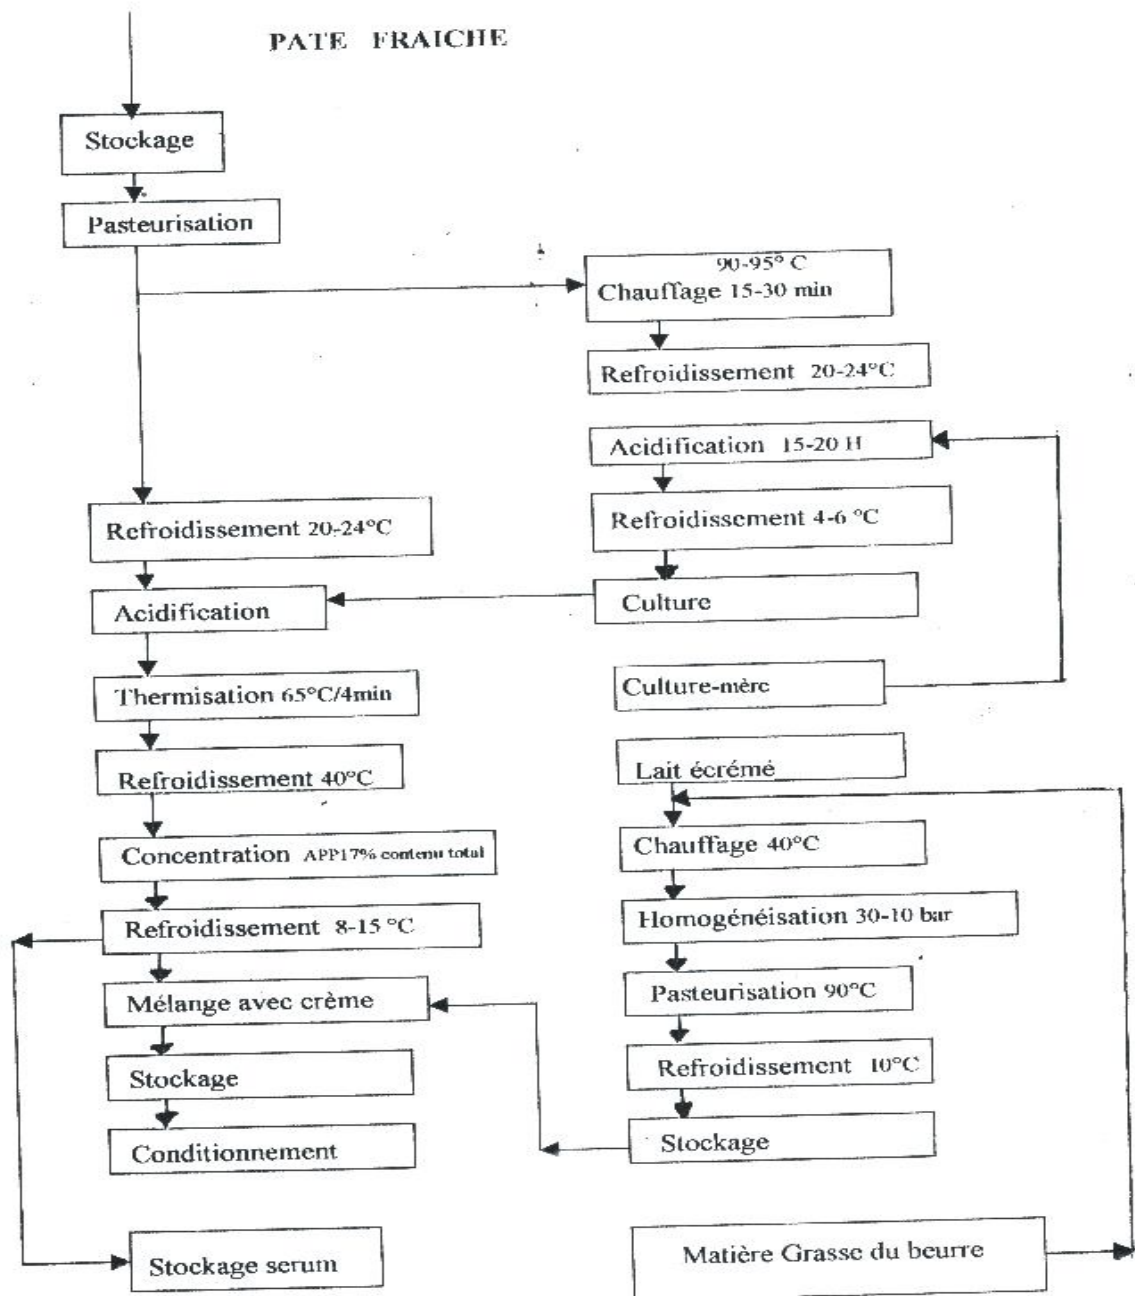 PATE FRAICHE
Stockage
Pasteurisation
90-95° C
Chauffage 15-30 min
Refroidissement 20-24°C
Acidification 15-20 H
Refroidissement 4-6 °C
Culture
Culture-mère
Refroidissement 20-24°C
Acidification
Thermisation 65°C/4min
Refroidissement 40°C
Concentration APP17% contenu total
Refroidissement 8-15 °C
Mélange avec crème
Stockage
Conditionnement
Stockage serum
Lait écrémé
Chauffage 40°C
Homogénéisation 30-10 bar
Pasteurisation 90°C
Refroidissement 10°C
Stockage
Matière Grasse du beurre